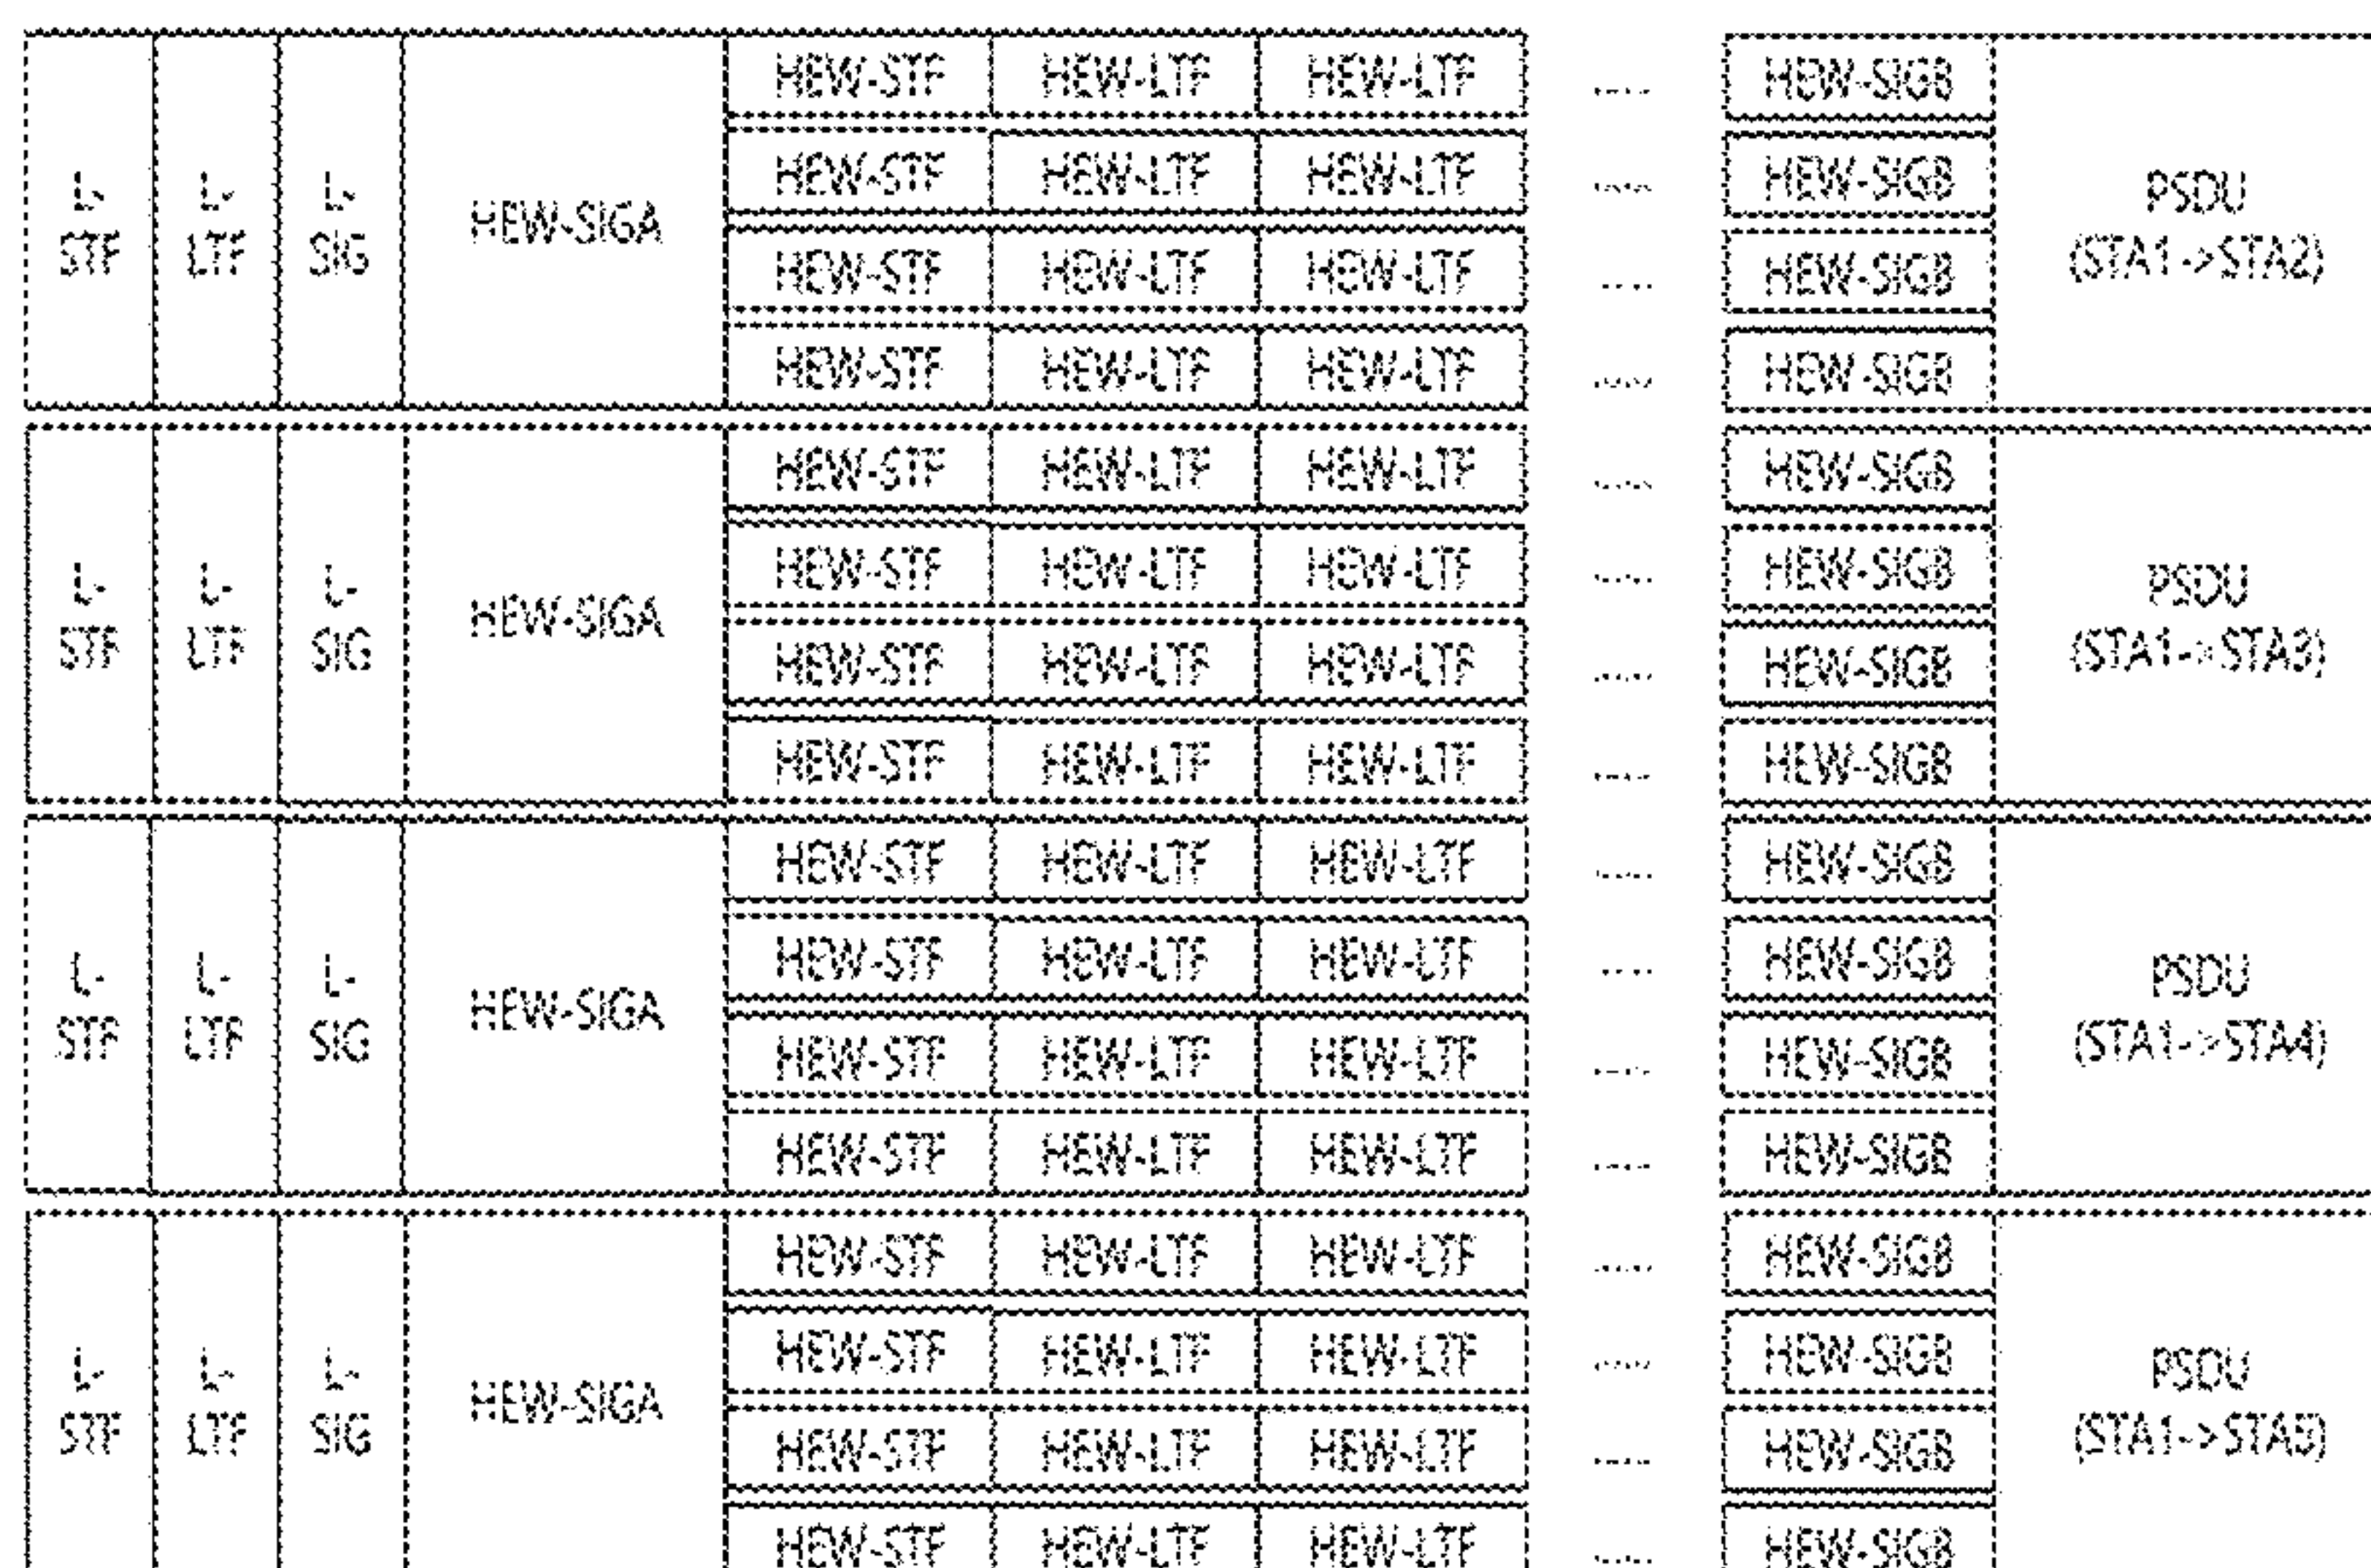 L-
STF
L-
LTF
L-
SIG
HEW-SIGA
HEW-STF HEW-LTF HEW-LTF ..... HEW-SIGB
HEW-STF HEW-LTF HEW-LTF ..... HEW-SIGB
HEW-STF HEW-LTF HEW-LTF ..... HEW-SIGB
HEW-STF HEW-LTF HEW-LTF ..... HEW-SIGB
PSDU
(STA1->STA2)
L-
STF
L-
LTF
L-
SIG
HEW-SIGA
HEW-STF HEW-LTF HEW-LTF ..... HEW-SIGB
HEW-STF HEW-LTF HEW-LTF ..... HEW-SIGB
HEW-STF HEW-LTF HEW-LTF ..... HEW-SIGB
HEW-STF HEW-LTF HEW-LTF ..... HEW-SIGB
PSDU
(STA1->STA3)
L-
STF
L-
LTF
L-
SIG
HEW-SIGA
HEW-STF HEW-LTF HEW-LTF ..... HEW-SIGB
HEW-STF HEW-LTF HEW-LTF ..... HEW-SIGB
HEW-STF HEW-LTF HEW-LTF ..... HEW-SIGB
HEW-STF HEW-LTF HEW-LTF ..... HEW-SIGB
PSDU
(STA1->STA4)
L-
STF
L-
LTF
L-
SIG
HEW-SIGA
HEW-STF HEW-LTF HEW-LTF ..... HEW-SIGB
HEW-STF HEW-LTF HEW-LTF ..... HEW-SIGB
HEW-STF HEW-LTF HEW-LTF ..... HEW-SIGB
HEW-STF HEW-LTF HEW-LTF ..... HEW-SIGB
PSDU
(STA1->STA5)